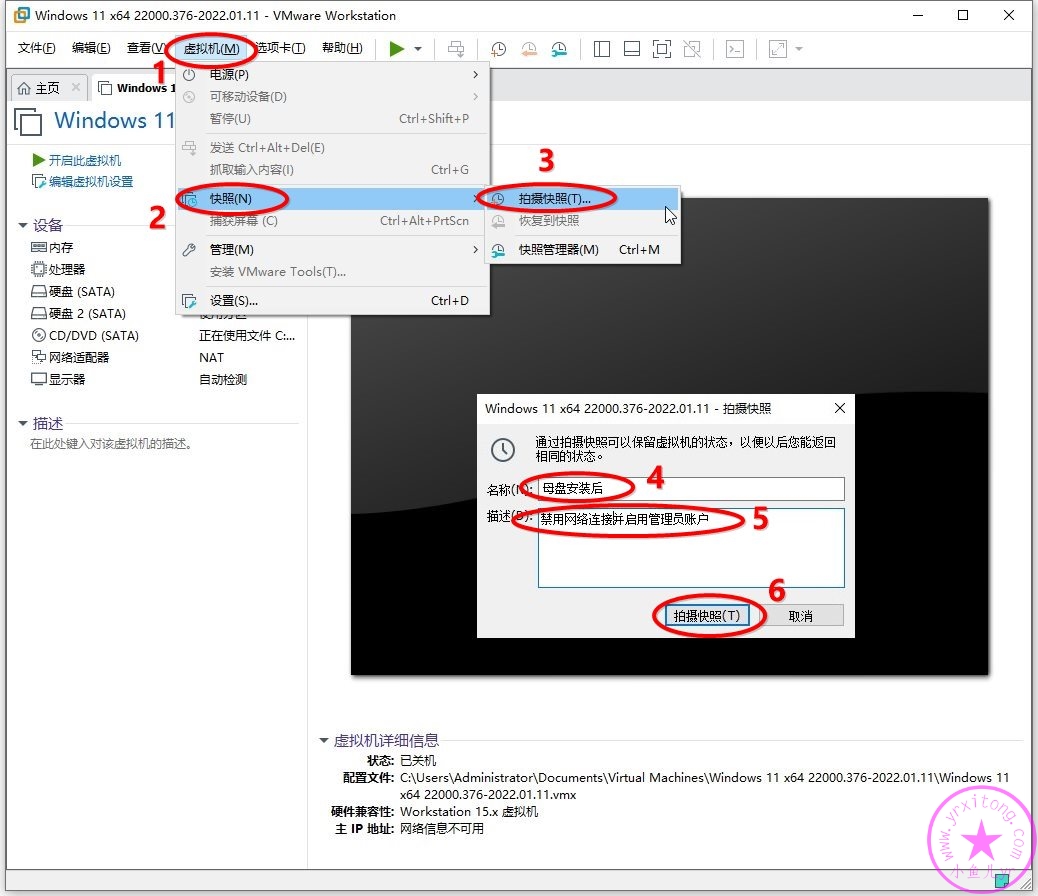 Windows 11 x64 22000.376-2022.01.11 - VMware Workstation
文件(F) 编辑(E) 查看(V) 虚拟机(M) 选项卡(T) 帮助(H)
1
主页 Windows 1
Windows 11
开启此虚拟机
编辑虚拟机设置
设备
内存
处理器
硬盘 (SATA)
硬盘 2 (SATA) 使用分区
CD/DVD (SATA) 正在使用文件 C:...
网络适配器 NAT
显示器 自动检测
描述
在此处键入对该虚拟机的描述。
电源(P)
可移动设备(D)
暂停(U) Ctrl+Shift+P
发送 Ctrl+Alt+Del(E)
抓取输入内容(I) Ctrl+G
2
快照(N)
捕获屏幕 (C) Ctrl+Alt+PrtScn
管理(M)
安装 VMware Tools(T)...
设置(S)... Ctrl+D
3
拍摄快照(T)...
恢复到快照
快照管理器(M) Ctrl+M
Windows 11 x64 22000.376-2022.01.11 - 拍摄快照
通过拍摄快照可以保留虚拟机的状态，以便以后您能返回
相同的状态。
名称(N): 母盘安装后 4
描述(D): 禁用网络连接并启用管理员账户 5
6
拍摄快照(T) 取消
虚拟机详细信息
状态: 已关机
配置文件: C:\Users\Administrator\Documents\Virtual Machines\Windows 11 x64 22000.376-2022.01.11\Windows 11
x64 22000.376-2022.01.11.vmx
硬件兼容性: Workstation 15.x 虚拟机
主 IP 地址: 网络信息不可用
www.yrxitong.com
小鱼儿yr